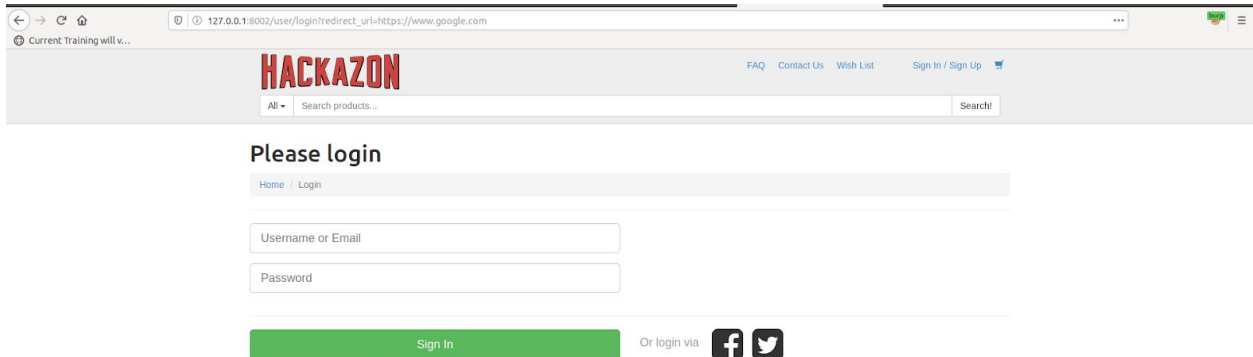 127.0.0.1:8002/user/login?redirect_url=https://www.google.com
burp
Current Training will v...
HACKAZON
FAQ Contact Us Wish List Sign In / Sign Up
All Search products... Search!
Please login
Home / Login
Username or Email
Password
Sign In Or login via